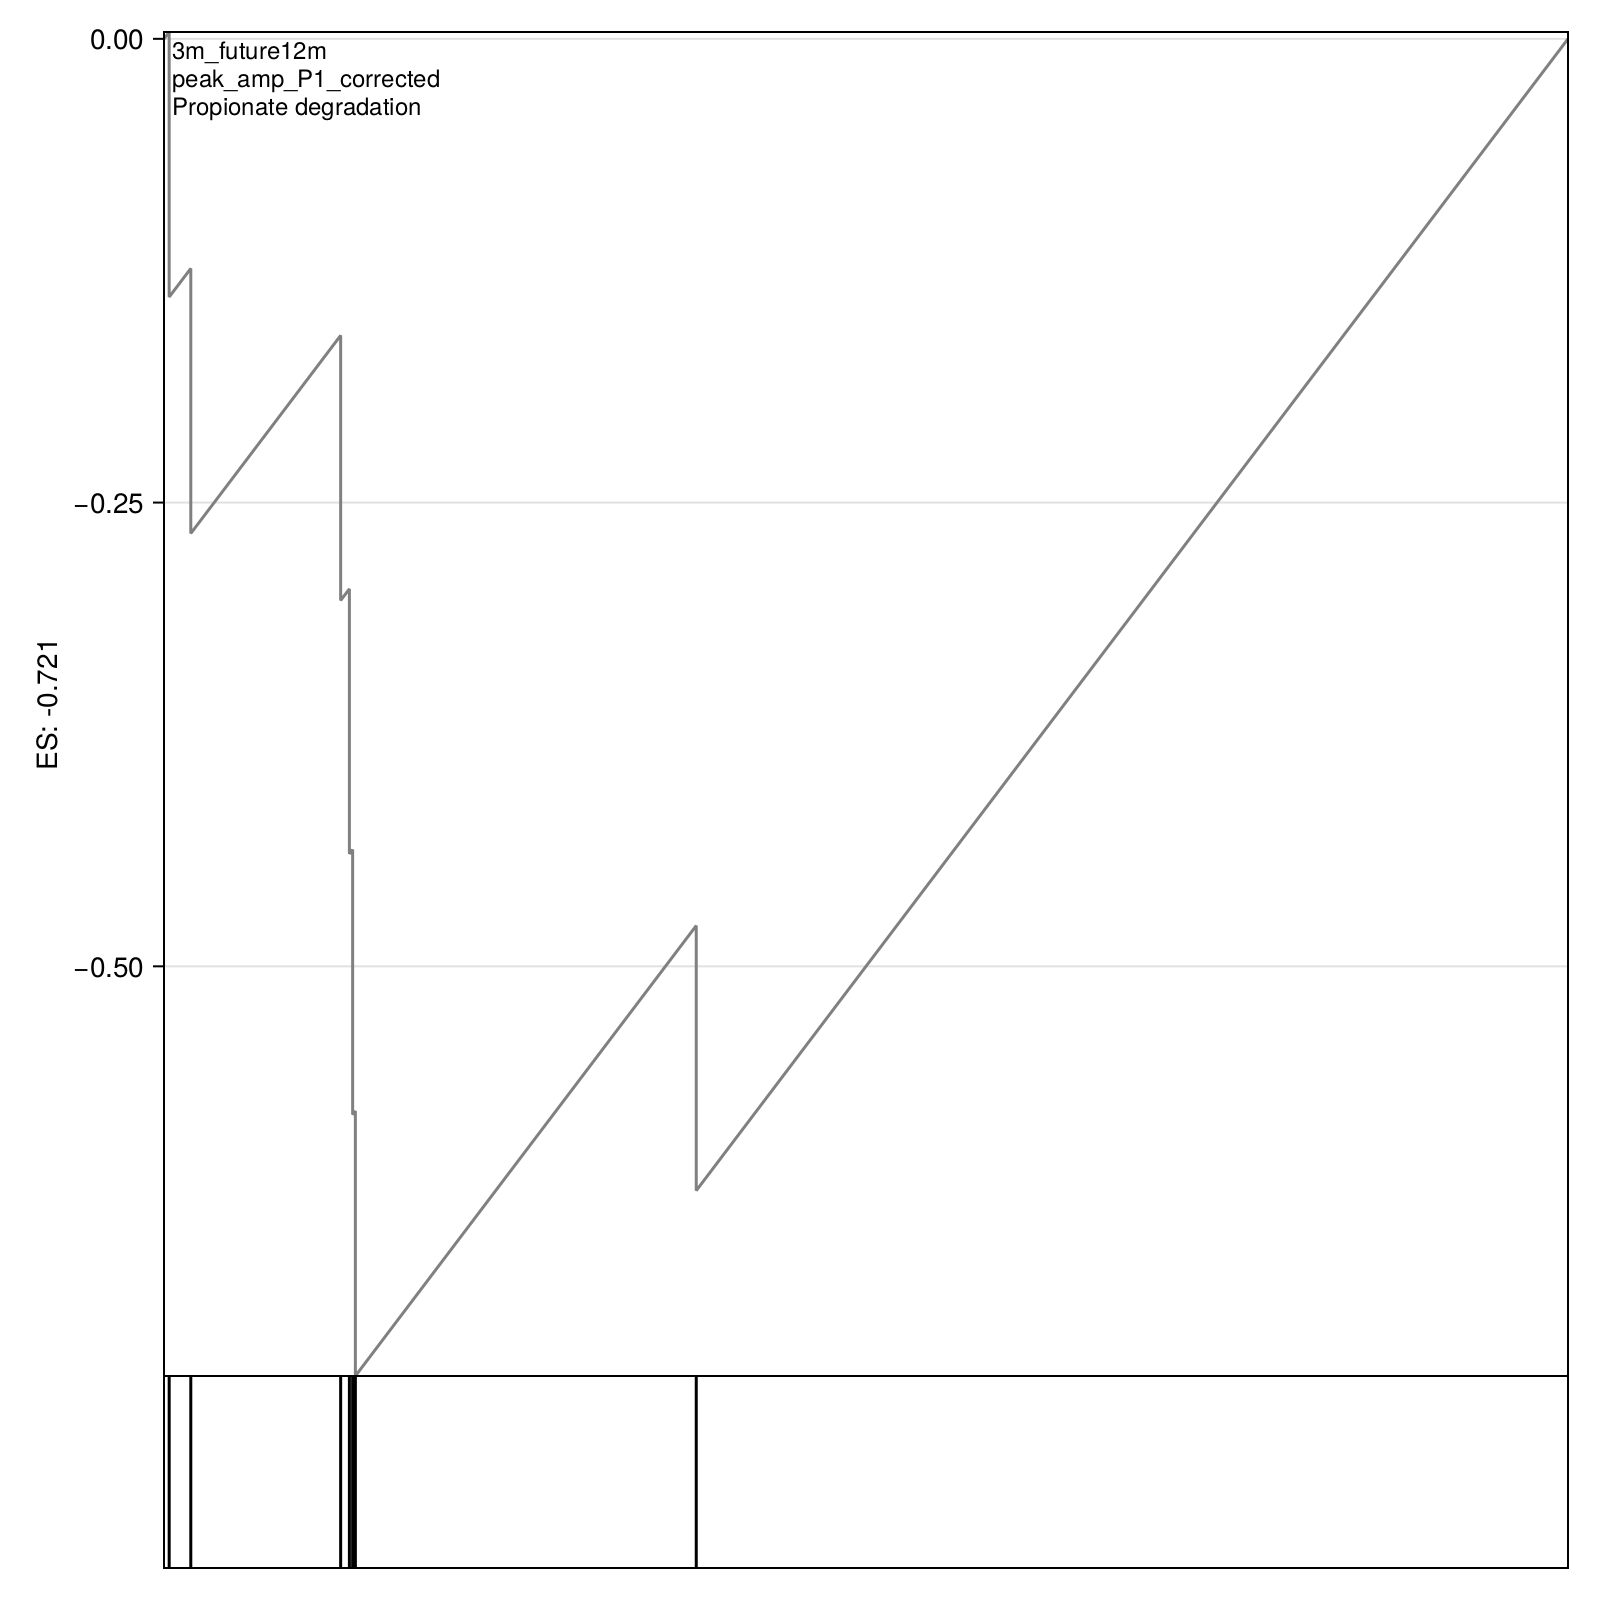 0.00
3m_future12m
peak_amp_P1_corrected
Propionate degradation
−0.25
ES: -0.721
−0.50